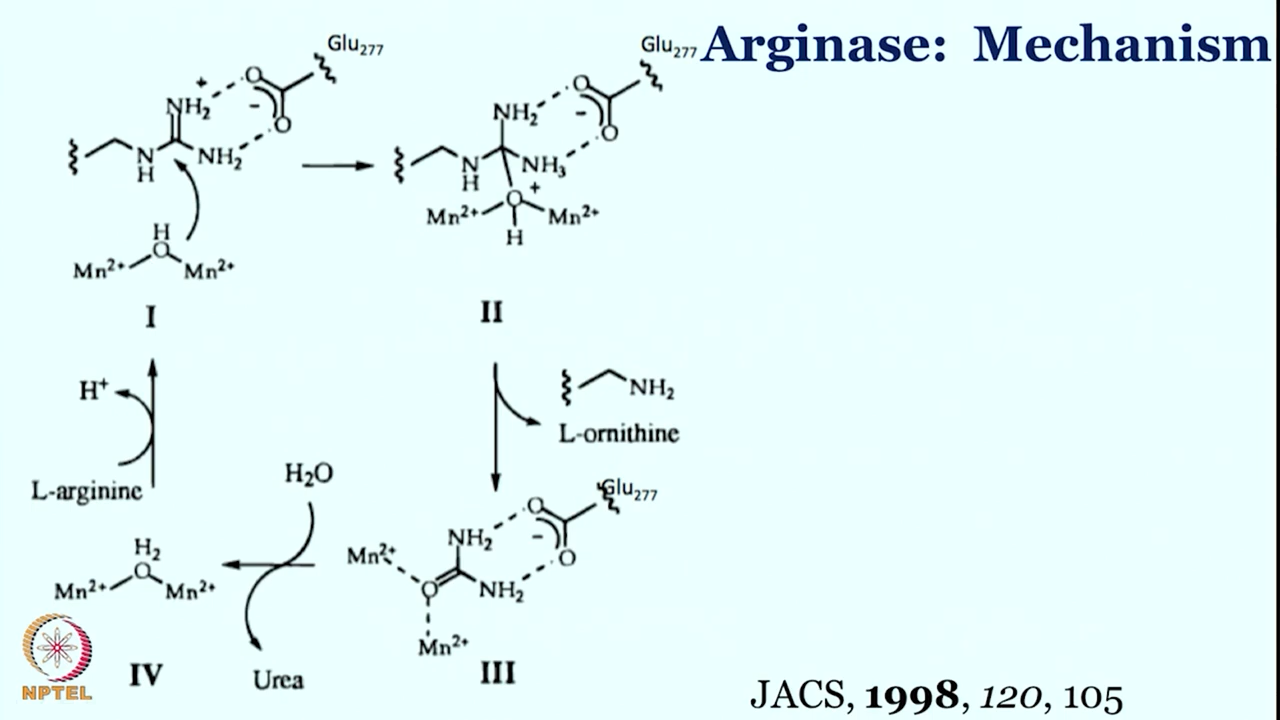 Arginase: Mechanism
Glu277
+
O
NH2
-
O
N
H
NH2
H
O
Mn2+
Mn2+
I
Glu277
O
NH2
-
O
N
H
NH3
+
O
Mn2+
Mn2+
H
II
NH2
L-ornithine
Glu277
O
NH2
-
O
Mn2+
O
NH2
Mn2+
III
H2O
Urea
H2
O
Mn2+
Mn2+
IV
H+
L-arginine
NPTEL
JACS, 1998, 120, 105